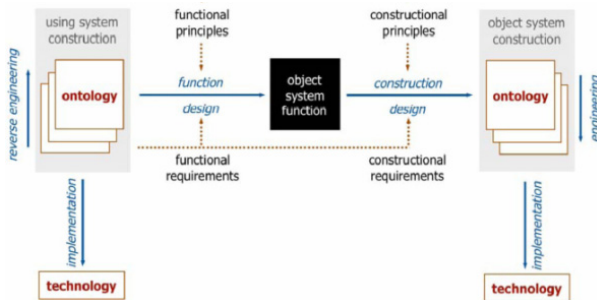 using system
construction
ontology
reverse engineering
implementation
technology
functional
principles
function
design
functional
requirements
object
system
function
constructional
principles
construction
design
constructional
requirements
object system
construction
ontology
engineering
implementation
technology